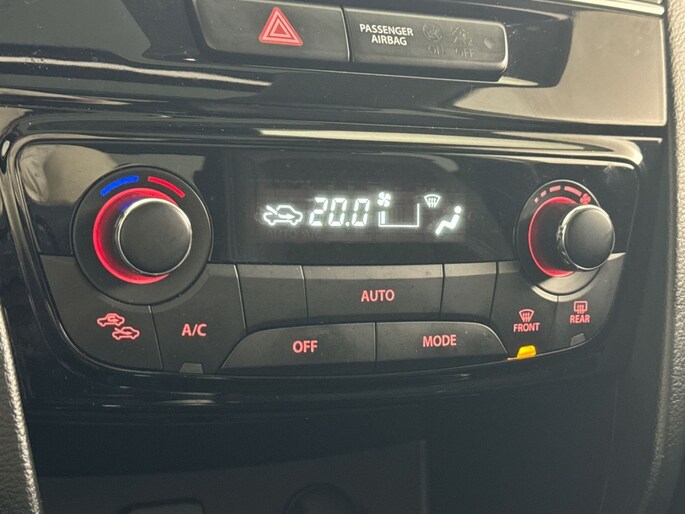 PASSENGER
AIRBAG
ON OFF
20.0
AUTO
A/C
OFF
MODE
FRONT
REAR